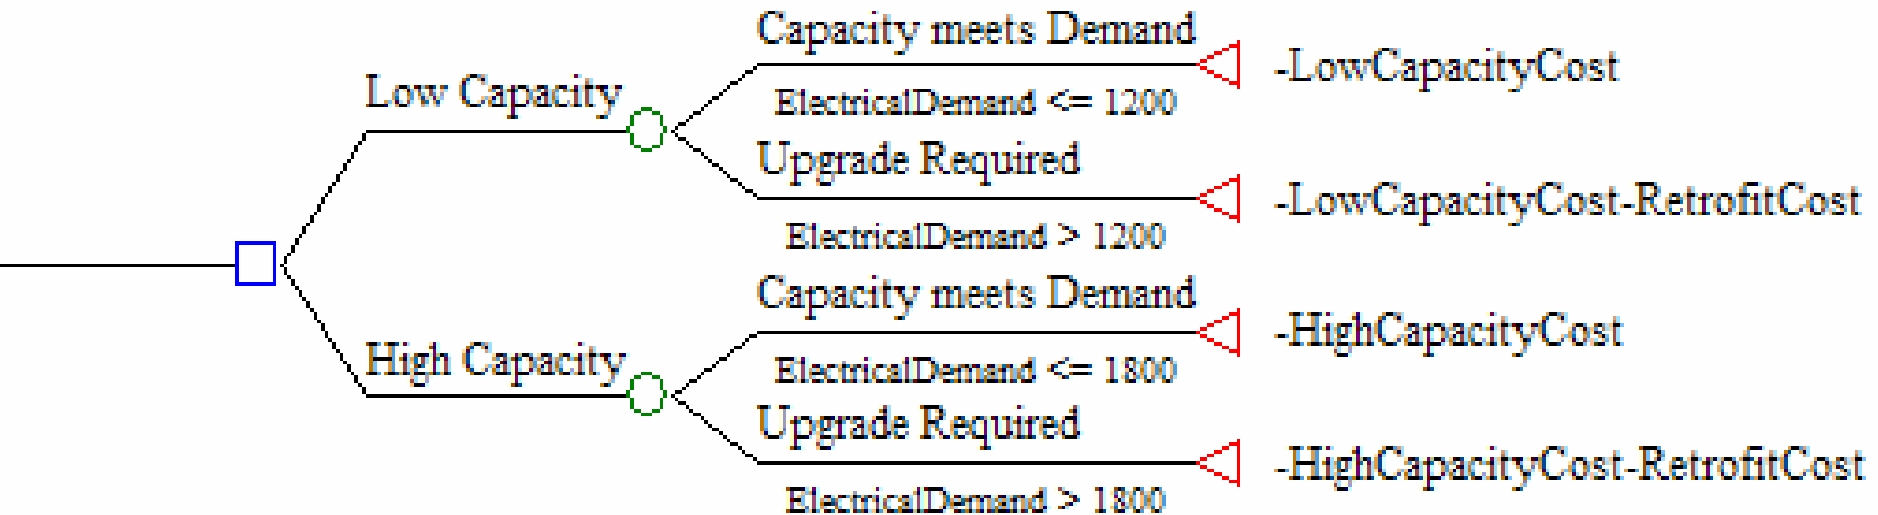 Capacity meets Demand
-LowCapacityCost
Low Capacity
ElectricalDemand <= 1200
Upgrade Required
-LowCapacityCost-RetrofitCost
ElectricalDemand > 1200
Capacity meets Demand
-HighCapacityCost
High Capacity
ElectricalDemand <= 1800
Upgrade Required
-HighCapacityCost-RetrofitCost
ElectricalDemand > 1800